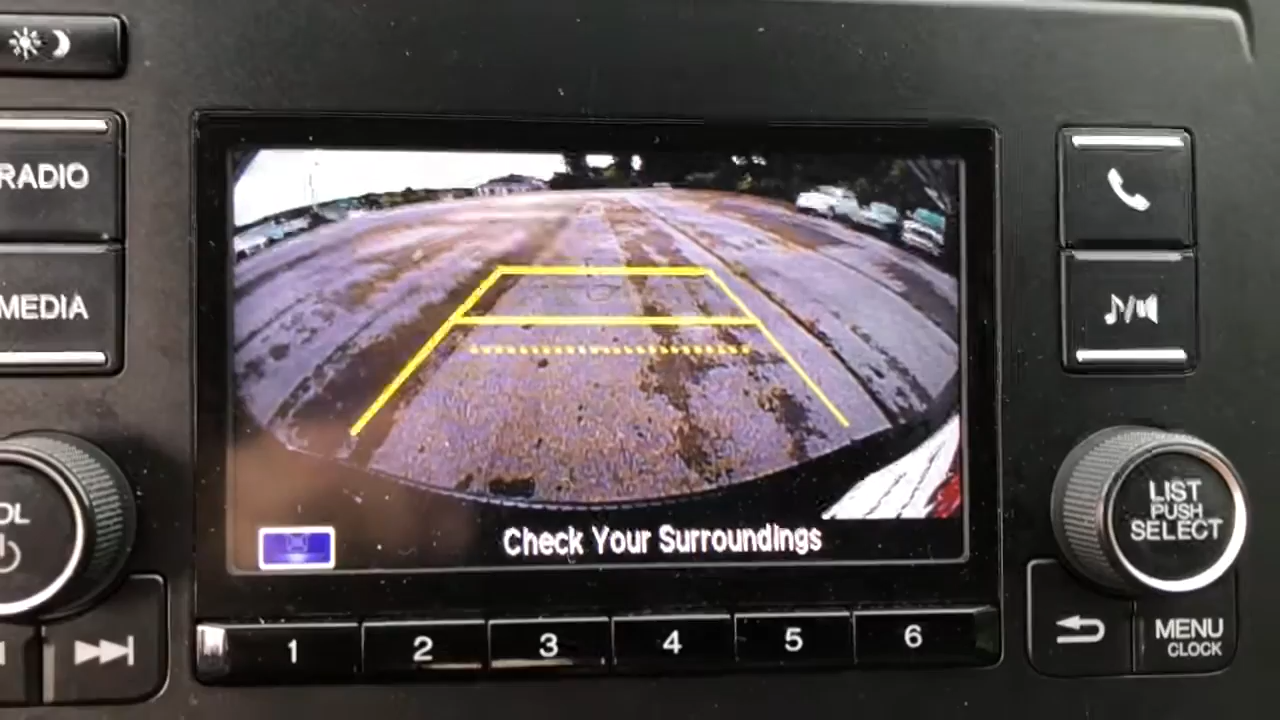 RADIO
MEDIA
OL
Check Your Surroundings
1
2
3
4
5
6
LIST
PUSH
SELECT
MENU
CLOCK